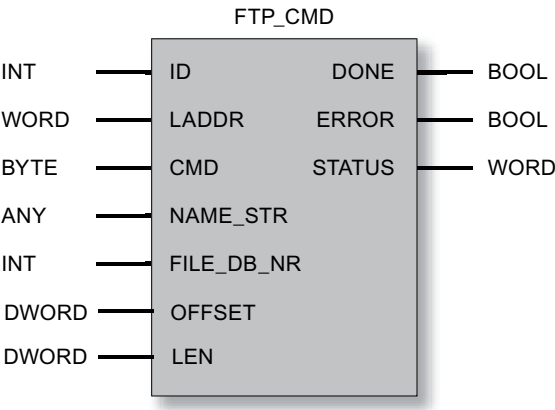 FTP_CMD
INT ID DONE BOOL
WORD LADDR ERROR BOOL
BYTE CMD STATUS WORD
ANY NAME_STR
INT FILE_DB_NR
DWORD OFFSET
DWORD LEN